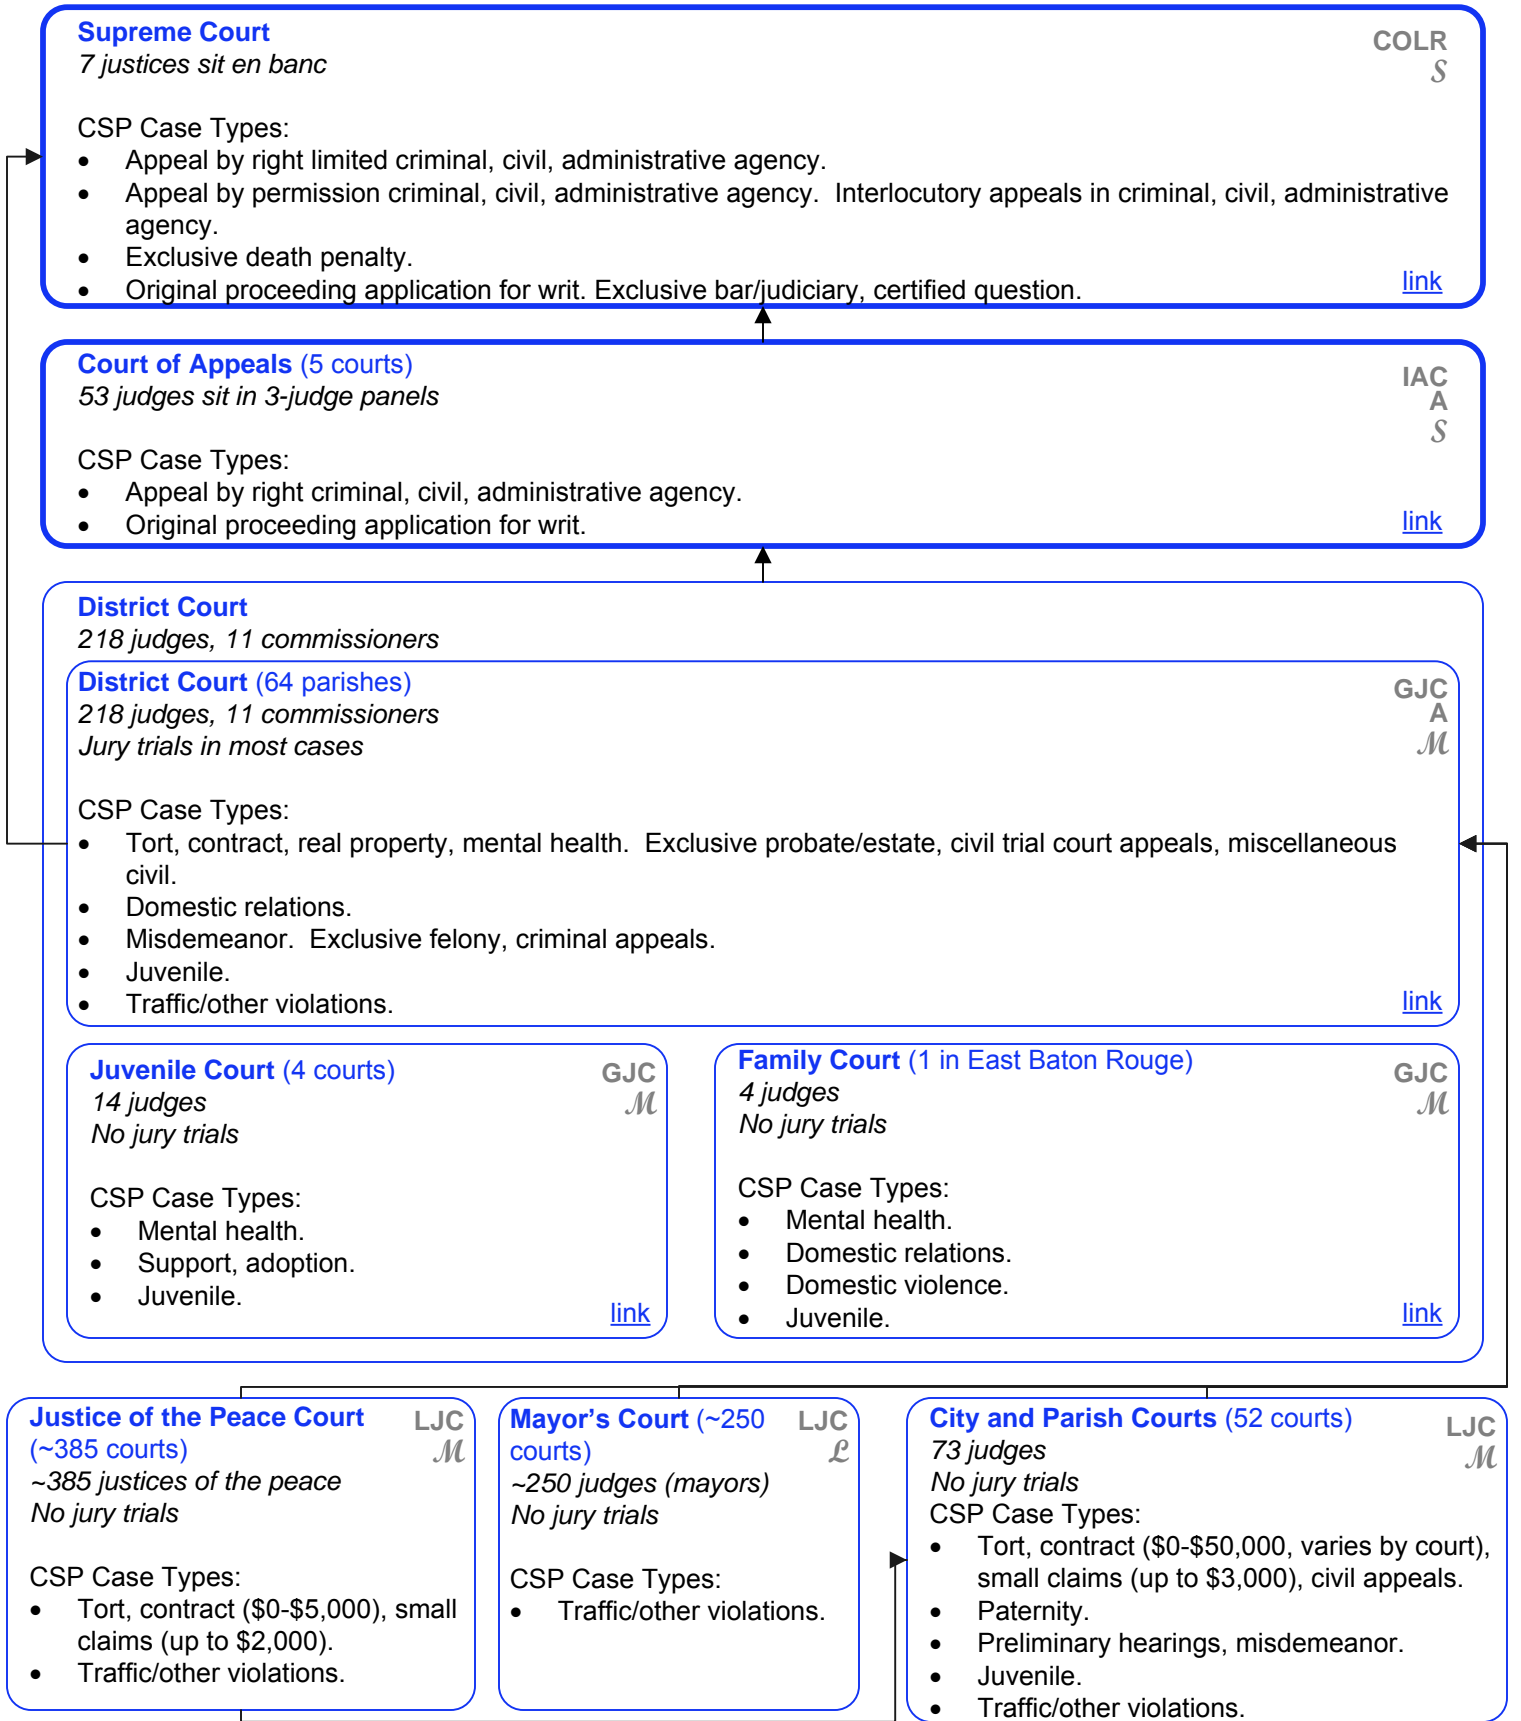 Supreme Court
COLR
7 justices sit en banc
S
CSP Case Types:
• Appeal by right limited criminal, civil, administrative agency.
• Appeal by permission criminal, civil, administrative agency. Interlocutory appeals in criminal, civil, administrative
agency.
• Exclusive death penalty.
• Original proceeding application for writ. Exclusive bar/judiciary, certified question.
link
Court of Appeals (5 courts)
IAC
53 judges sit in 3-judge panels
A
S
CSP Case Types:
• Appeal by right criminal, civil, administrative agency.
• Original proceeding application for writ.
link
District Court
218 judges, 11 commissioners
District Court (64 parishes)
GJC
218 judges, 11 commissioners
A
Jury trials in most cases
M
CSP Case Types:
• Tort, contract, real property, mental health. Exclusive probate/estate, civil trial court appeals, miscellaneous
civil.
• Domestic relations.
• Misdemeanor. Exclusive felony, criminal appeals.
• Juvenile.
• Traffic/other violations.
link
Juvenile Court (4 courts)
GJC
14 judges
M
No jury trials
CSP Case Types:
• Mental health.
• Support, adoption.
• Juvenile.
link
Family Court (1 in East Baton Rouge)
GJC
4 judges
M
No jury trials
CSP Case Types:
• Mental health.
• Domestic relations.
• Domestic violence.
• Juvenile.
link
Justice of the Peace Court
LJC
(~385 courts)
M
~385 justices of the peace
No jury trials
CSP Case Types:
• Tort, contract ($0-$5,000), small
claims (up to $2,000).
• Traffic/other violations.
Mayor's Court (~250
LJC
courts)
L
~250 judges (mayors)
No jury trials
CSP Case Types:
• Traffic/other violations.
City and Parish Courts (52 courts)
LJC
73 judges
M
No jury trials
CSP Case Types:
• Tort, contract ($0-$50,000, varies by court),
small claims (up to $3,000), civil appeals.
• Paternity.
• Preliminary hearings, misdemeanor.
• Juvenile.
• Traffic/other violations.